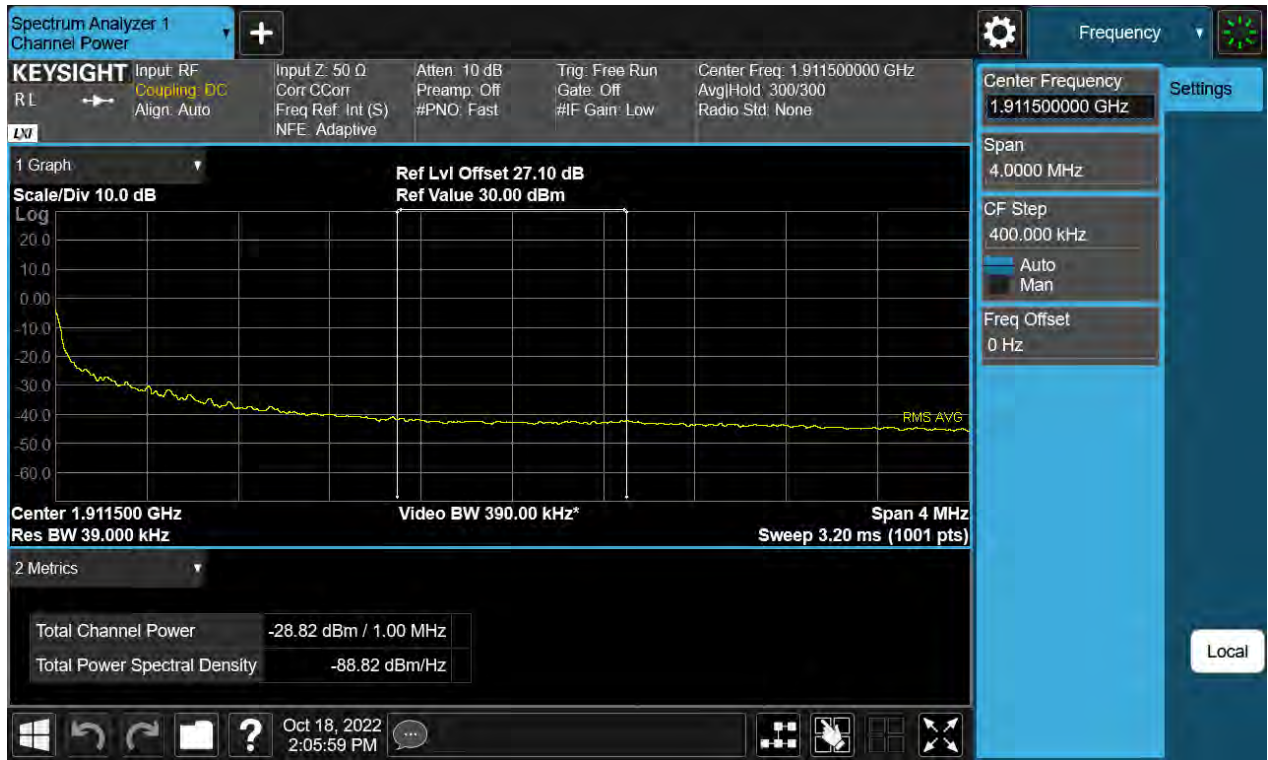 Spectrum Analyzer 1
Channel Power
+
Frequency
KEYSIGHT
RL
LXI
Input: RF
Coupling: DC
Align: Auto
Input Z: 50 Ω
Corr CCorr
Freq Ref: Int (S)
NFE: Adaptive
Atten: 10 dB
Preamp: Off
#PNO: Fast
Trig: Free Run
Gate: Off
#IF Gain: Low
Center Freq: 1.911500000 GHz
Avg|Hold: 300/300
Radio Std: None
Center Frequency
1.911500000 GHz
Settings
Span
4.0000 MHz
CF Step
400.000 kHz
Auto
Man
Freq Offset
0 Hz
Local
1 Graph
Ref Lvl Offset 27.10 dB
Scale/Div 10.0 dB
Ref Value 30.00 dBm
Log
20.0
10.0
0.00
-10.0
-20.0
-30.0
-40.0
-50.0
-60.0
RMS AVG
Center 1.911500 GHz
Video BW 390.00 kHz*
Span 4 MHz
Res BW 39.000 kHz
Sweep 3.20 ms (1001 pts)
2 Metrics
Total Channel Power -28.82 dBm / 1.00 MHz
Total Power Spectral Density -88.82 dBm/Hz
?
Oct 18, 2022
2:05:59 PM